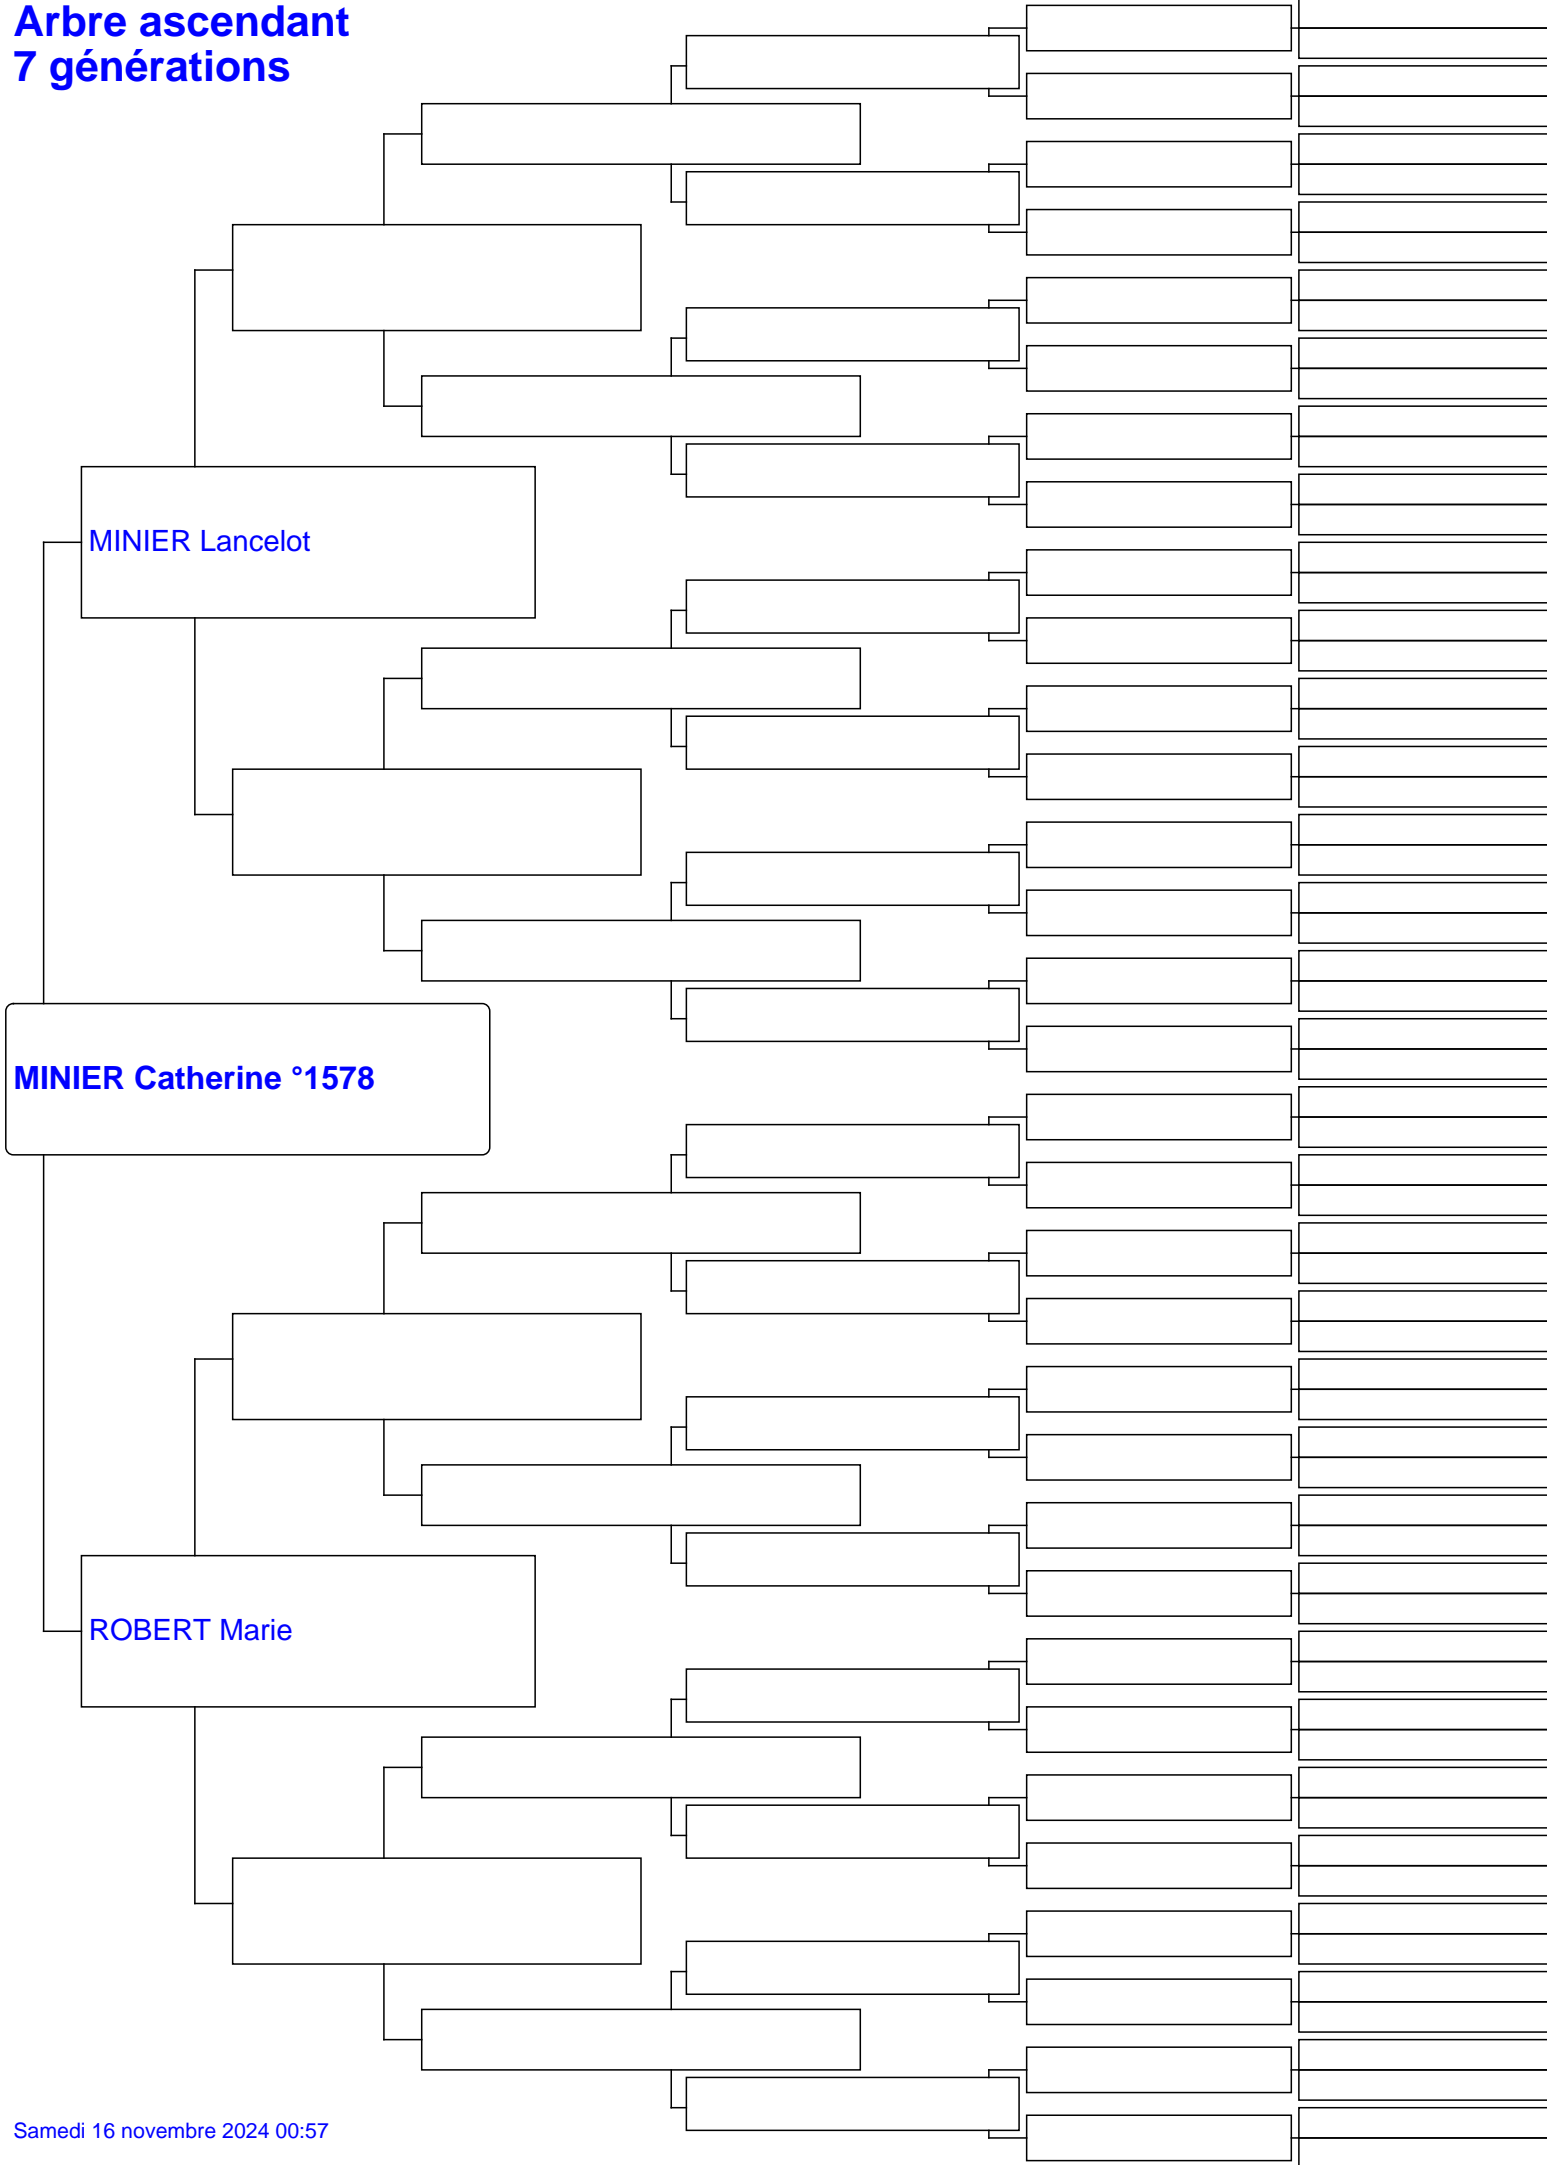 Arbre ascendant
7 générations
MINIER Lancelot
MINIER Catherine °1578
ROBERT Marie
Samedi 16 novembre 2024 00:57